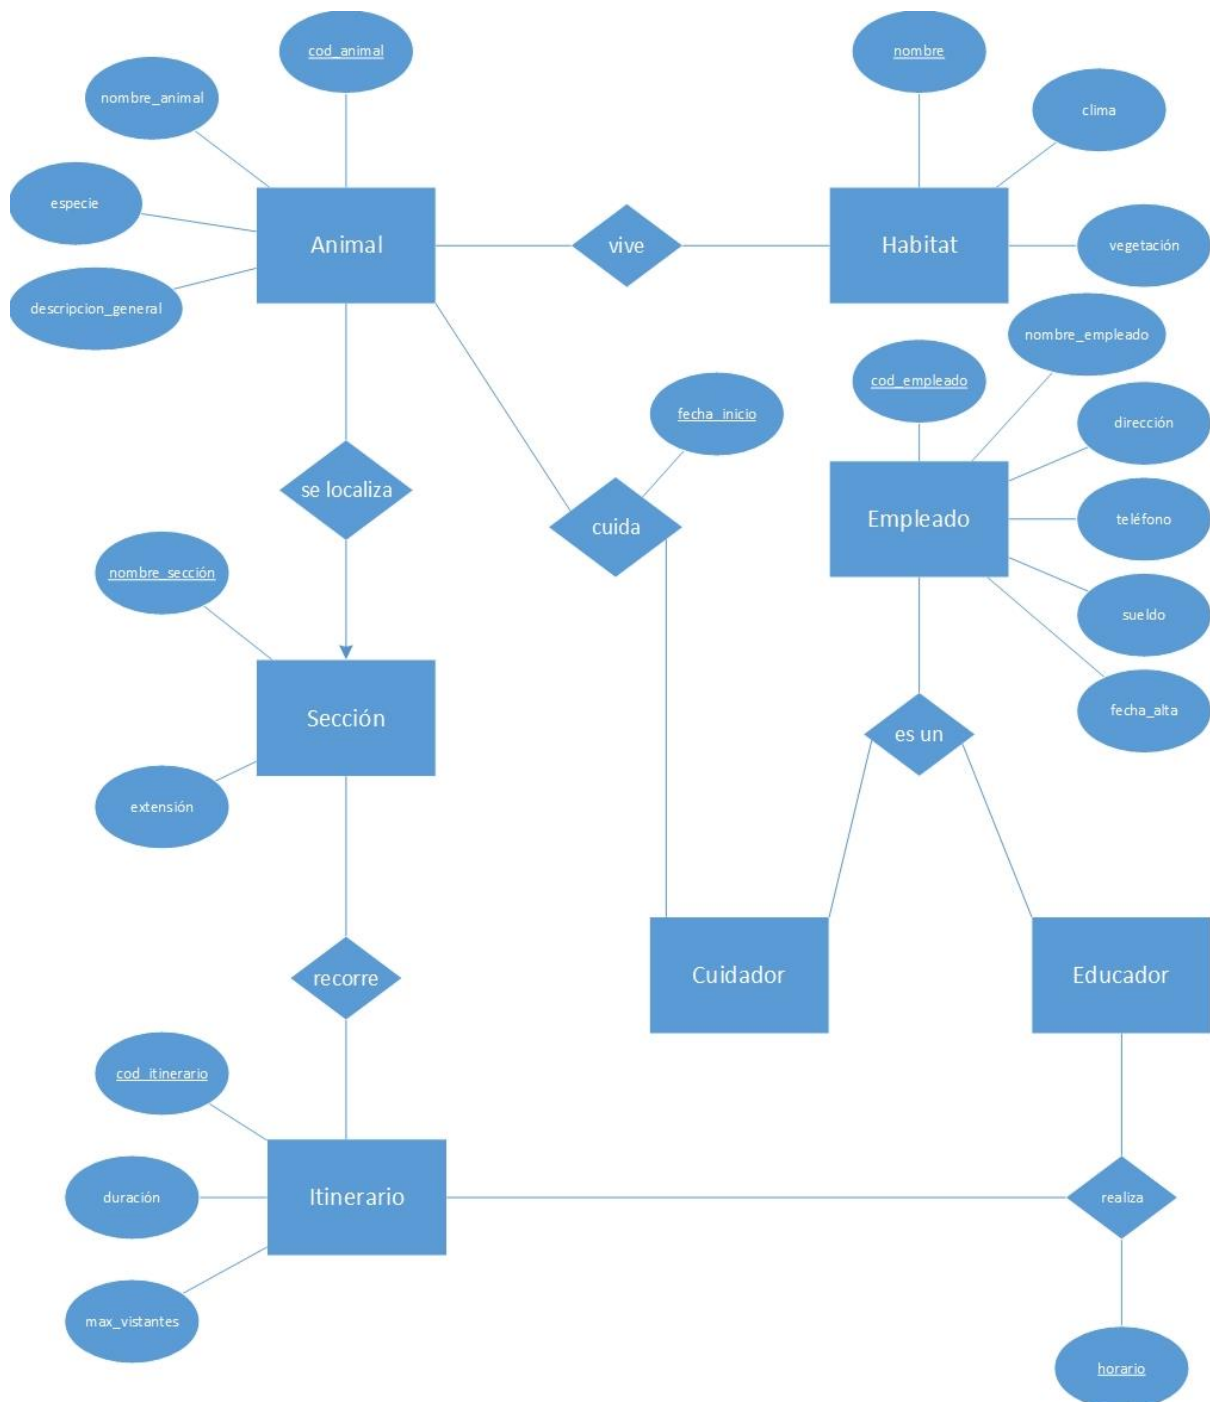 cod_animal
nombre
nombre_animal
clima
especie
Animal
vive
Habitat
vegetación
descripcion_general
nombre_empleado
cod_empleado
fecha_inicio
dirección
se localiza
cuida
Empleado
teléfono
nombre_sección
sueldo
Sección
es un
fecha_alta
extensión
recorre
Cuidador
Educador
cod_itinerario
duración
Itinerario
realiza
max_vistantes
horario